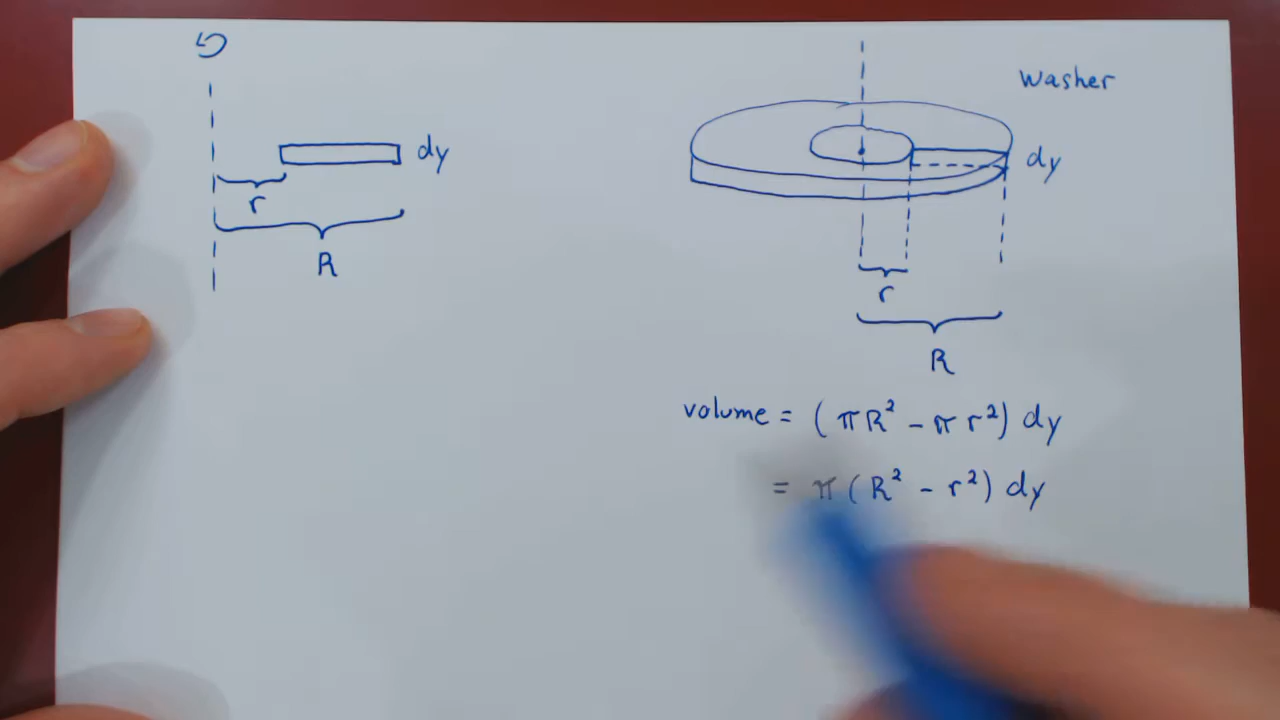 dy
r
R
Washer
dy
r
R
volume = (πR² - πr²) dy
= π(R² - r²) dy